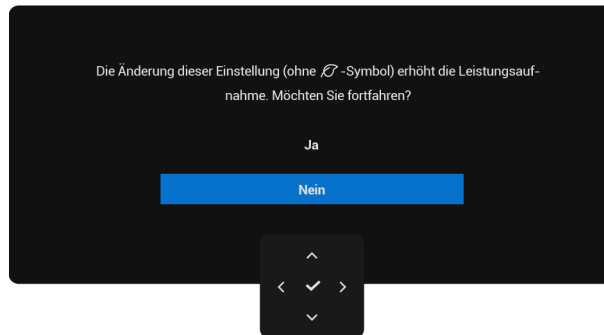 Die Änderung dieser Einstellung (ohne -Symbol) erhöht die Leistungsauf-
nahme. Möchten Sie fortfahren?
Ja
Nein